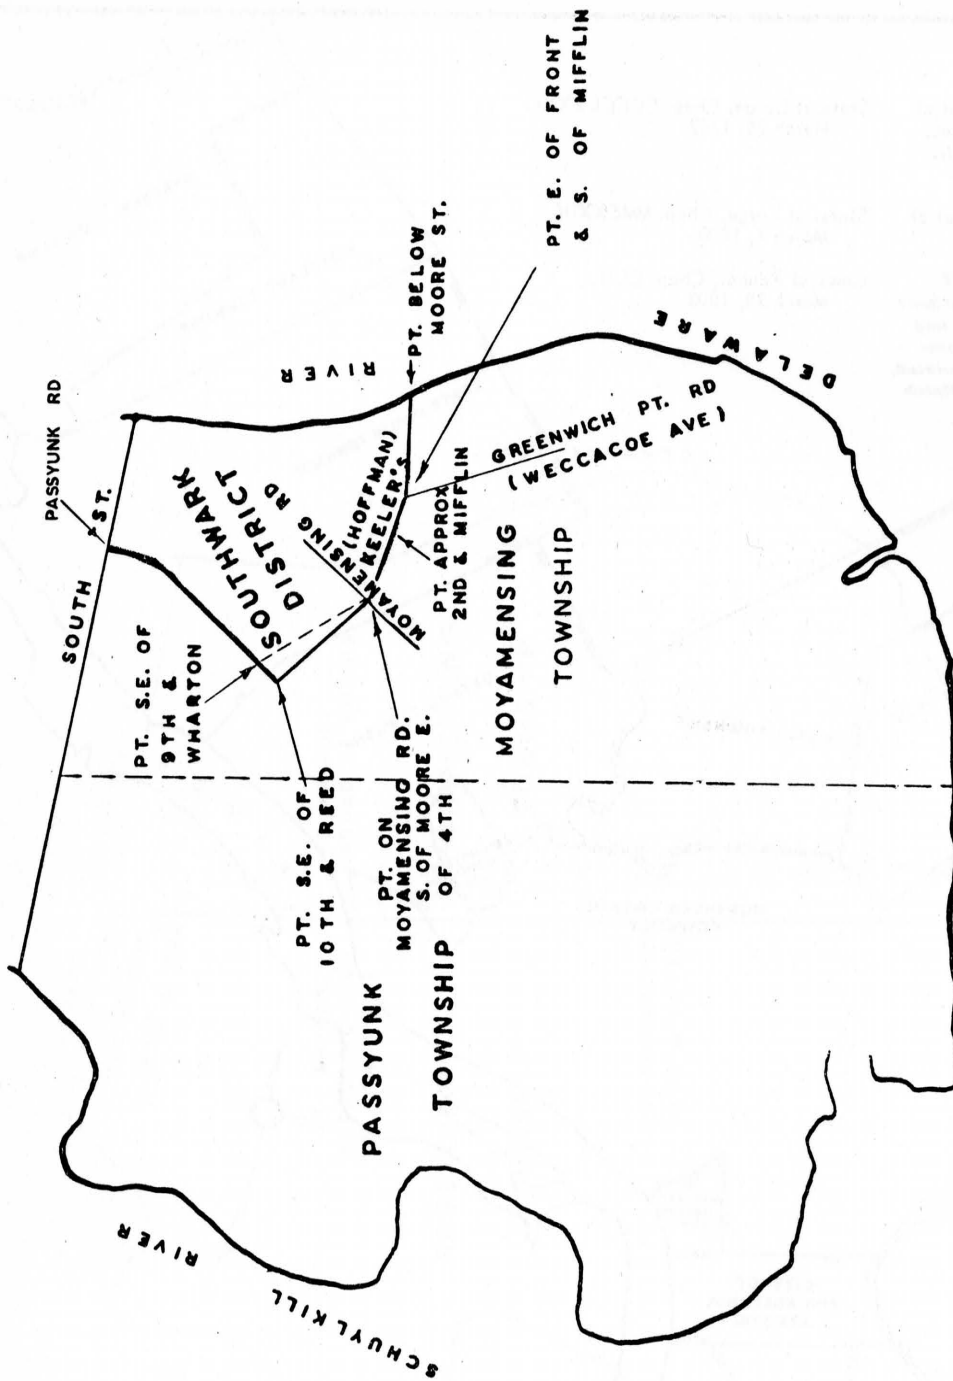 PASSYUNK RD
SOUTH ST.
PT. S.E. OF
9TH &
WHARTON
SOUTHWARK
DISTRICT
RIVER
PT. BELOW
MOORE ST.
PT. E. OF FRONT
& S. OF MIFFLIN
MOYAMENSING RD
(HOFFMAN)
KEELER'S
PT. APPROX
2ND & MIFFLIN
GREENWICH PT. RD
(WECCACOE AVE)
DELAWARE
PT. S.E. OF
10TH & REED
PT. ON
MOYAMENSING RD.
S. OF MOORE E.
OF 4TH
MOYAMENSING
TOWNSHIP
PASSYUNK
TOWNSHIP
SCHUYLKILL
RIVER